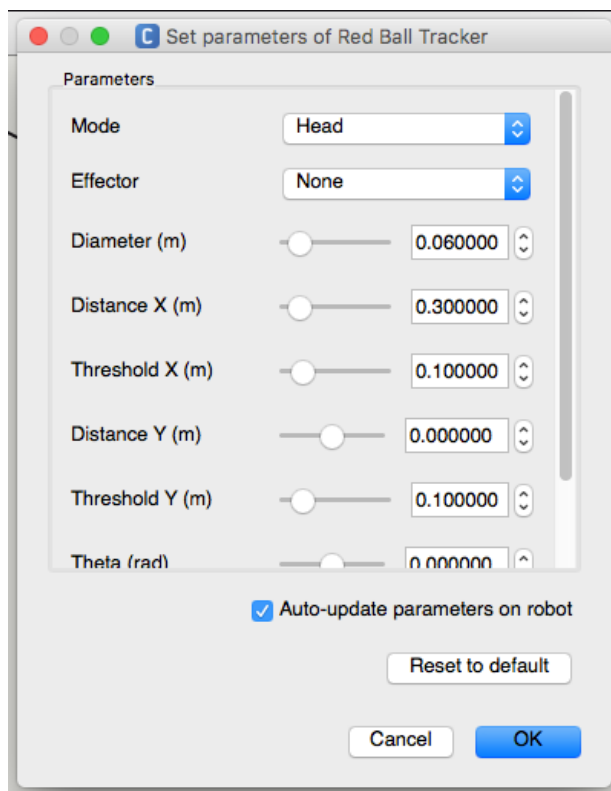 C Set parameters of Red Ball Tracker
Parameters
Mode Head
Effector None
Diameter (m) 0.060000
Distance X (m) 0.300000
Threshold X (m) 0.100000
Distance Y (m) 0.000000
Threshold Y (m) 0.100000
Theta (rad) 0.000000
Auto-update parameters on robot
Reset to default
Cancel OK